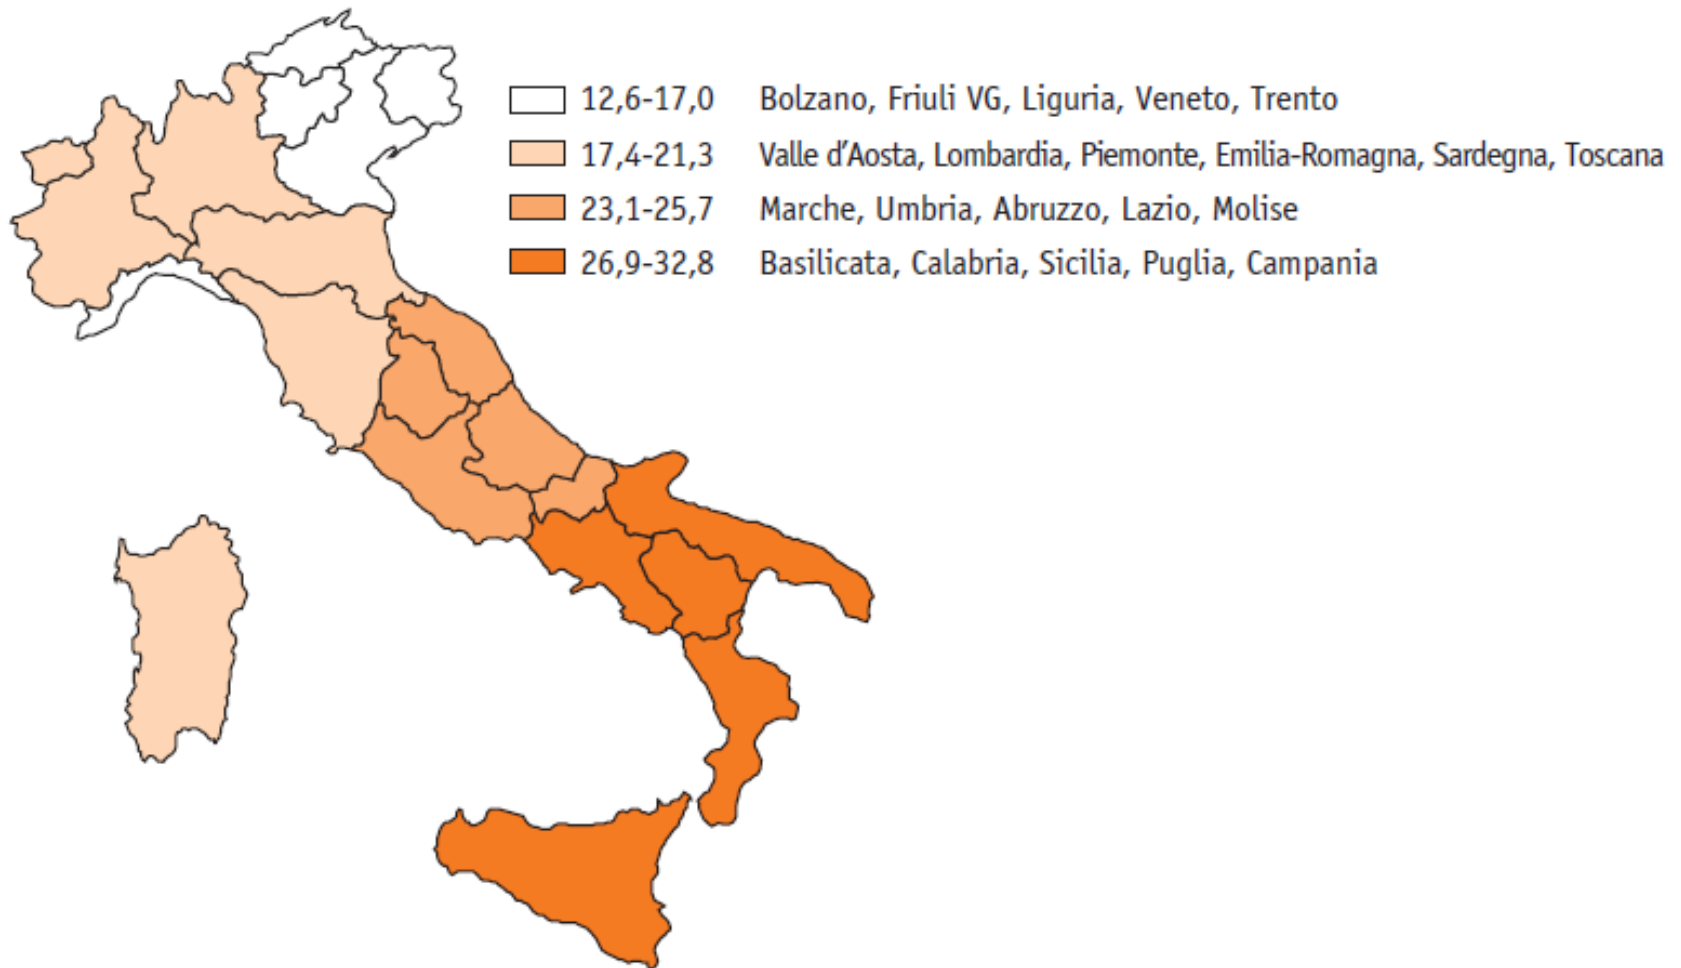 12,6-17,0 Bolzano, Friuli VG, Liguria, Veneto, Trento
17,4-21,3 Valle d'Aosta, Lombardia, Piemonte, Emilia-Romagna, Sardegna, Toscana
23,1-25,7 Marche, Umbria, Abruzzo, Lazio, Molise
26,9-32,8 Basilicata, Calabria, Sicilia, Puglia, Campania